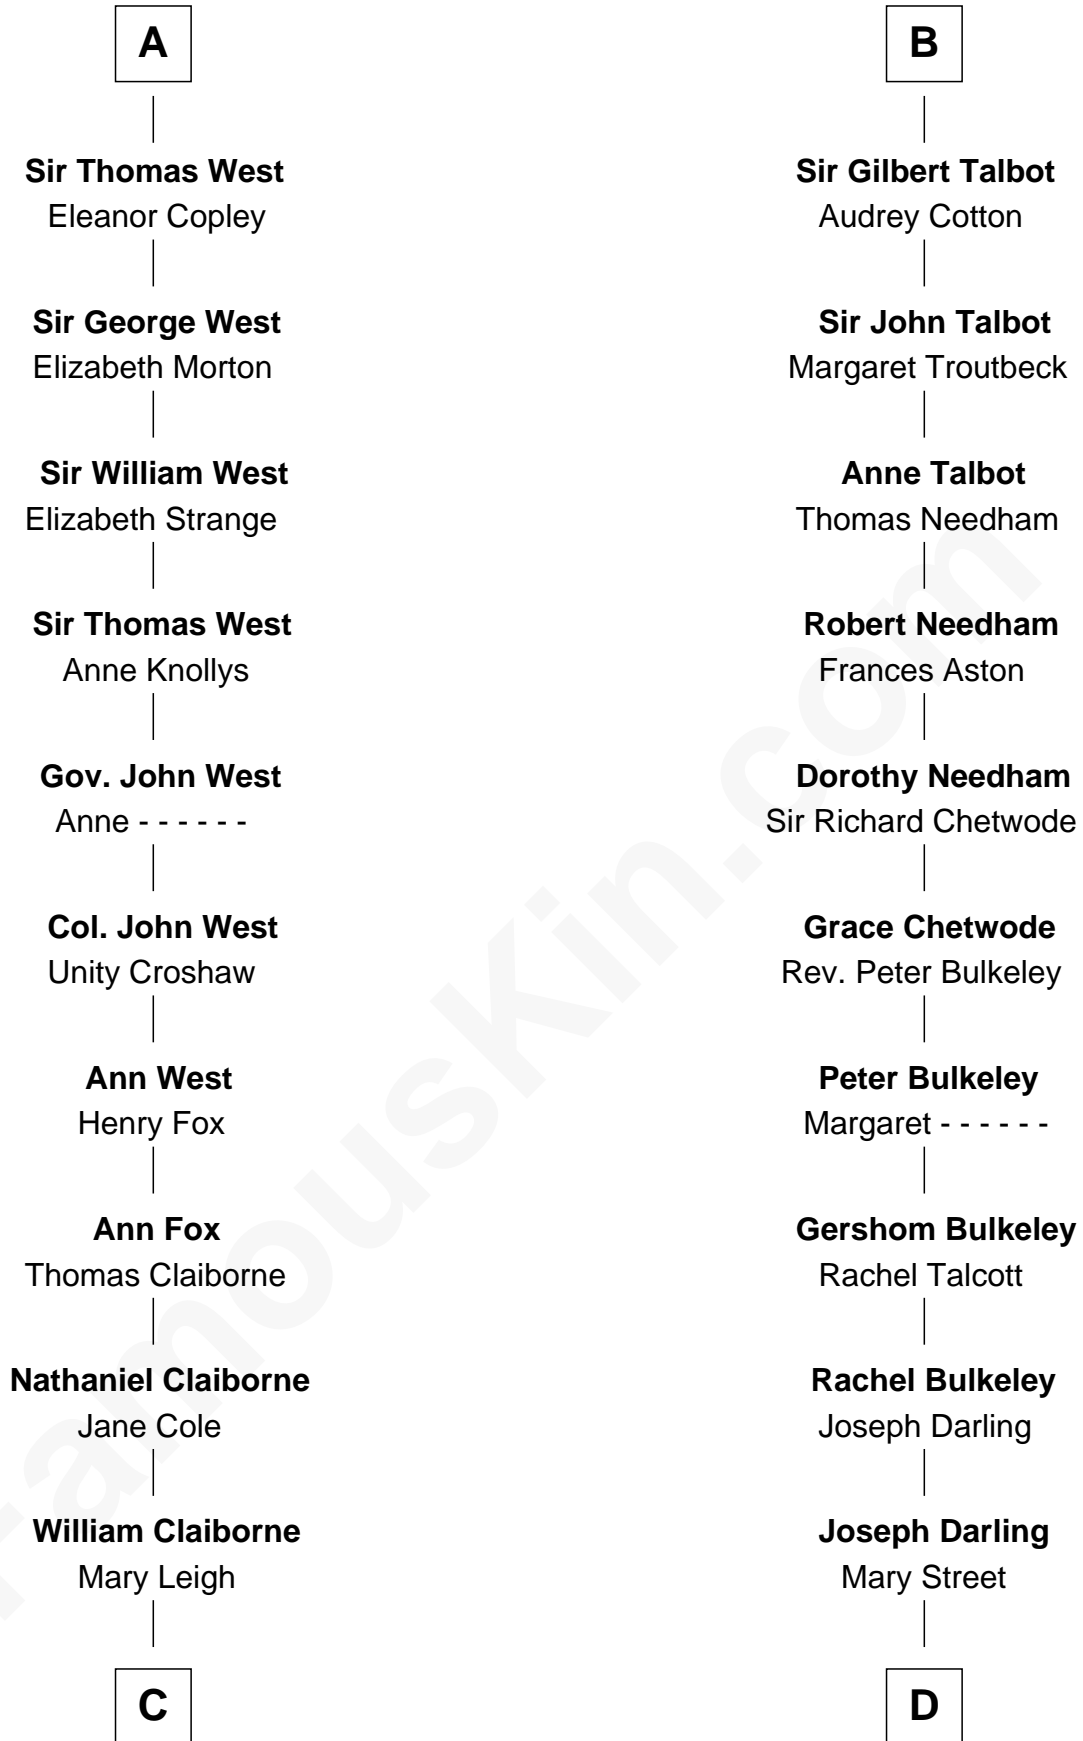 A
Sir Thomas West
Eleanor Copley
Sir George West
Elizabeth Morton
Sir William West
Elizabeth Strange
Sir Thomas West
Anne Knollys
Gov. John West
Anne - - - - - -
Col. John West
Unity Croshaw
Ann West
Henry Fox
Ann Fox
Thomas Claiborne
Nathaniel Claiborne
Jane Cole
William Claiborne
Mary Leigh
C
B
Sir Gilbert Talbot
Audrey Cotton
Sir John Talbot
Margaret Troutbeck
Anne Talbot
Thomas Needham
Robert Needham
Frances Aston
Dorothy Needham
Sir Richard Chetwode
Grace Chetwode
Rev. Peter Bulkeley
Peter Bulkeley
Margaret - - - - - -
Gershom Bulkeley
Rachel Talcott
Rachel Bulkeley
Joseph Darling
Joseph Darling
Mary Street
D
FamousKin.com